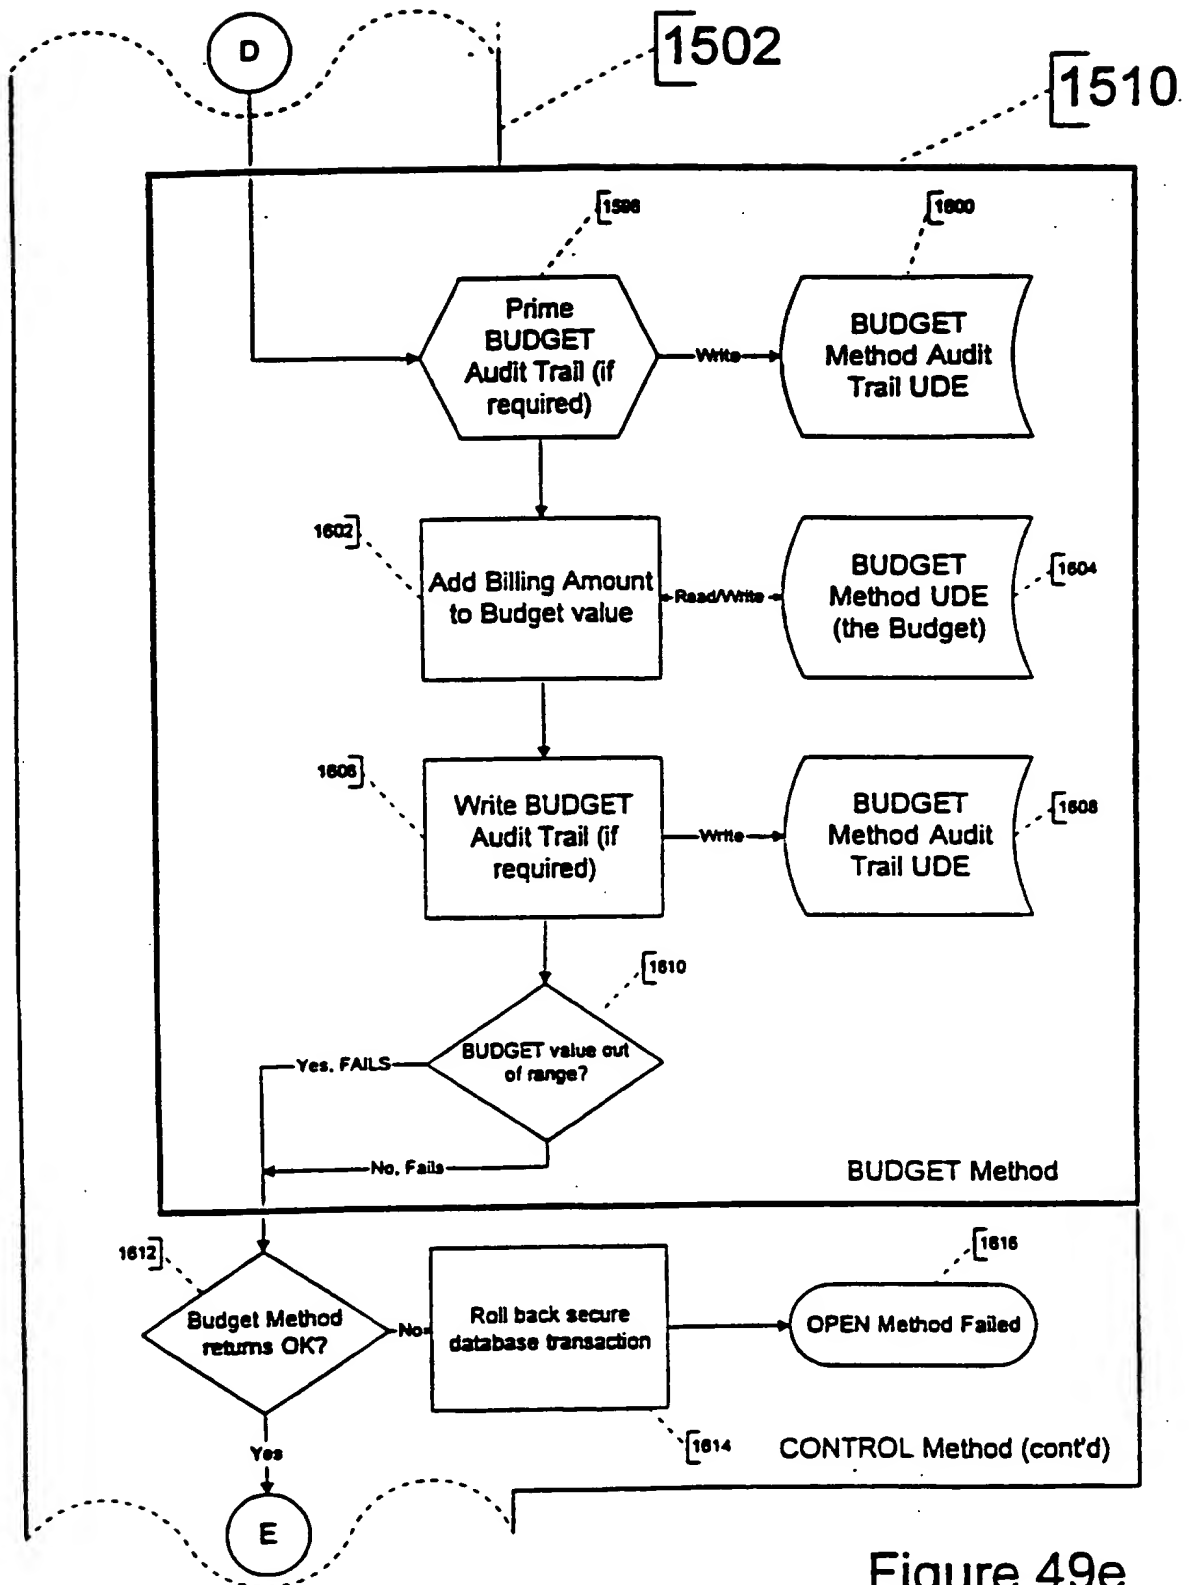 D
1502
1510
1598
1600
Prime
BUDGET
Audit Trail (if
required)
Write
BUDGET
Method Audit
Trail UDE
1602
Add Billing Amount
to Budget value
Read/Write
BUDGET
Method UDE
(the Budget)
1604
1606
Write BUDGET
Audit Trail (if
required)
Write
BUDGET
Method Audit
Trail UDE
1608
1610
BUDGET value out
of range?
Yes, FAILS
No, Fails
BUDGET Method
1612
Budget Method
returns OK?
No
Roll back secure
database transaction
1616
OPEN Method Failed
1614
CONTROL Method (cont'd)
Yes
E
Figure 49e